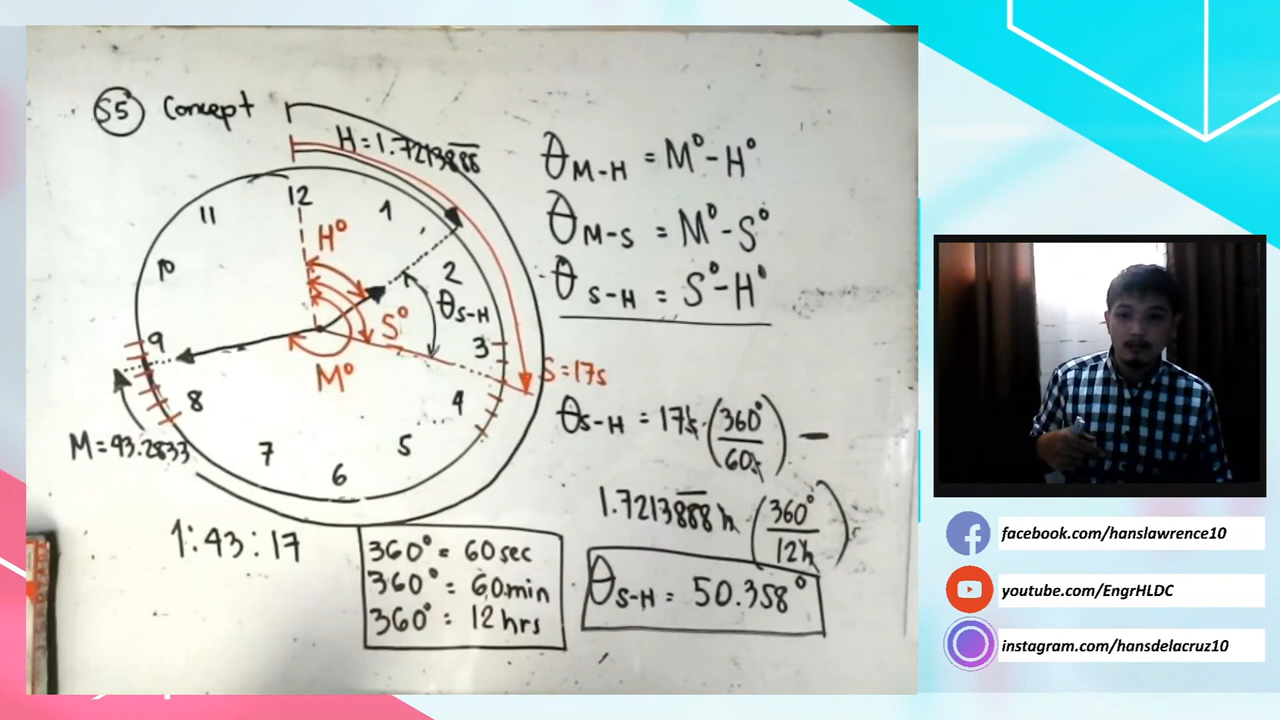 S5 Concept
H = 1.7213888
12
11
1
10
2
9
3
8
4
7
5
6
H°
S°
M°
θS-H
S = 17s
M = 43.2833
1:43:17
360° = 60 sec
360° = 60 min
360° = 12 hrs
θM-H = M° - H°
θM-S = M° - S°
θS-H = S° - H°
θS-H = 17s (360°/60s) -
1.7213888 h (360°/12h)
θS-H = 50.358°
facebook.com/hanslawrence10
youtube.com/EngrHLDC
instagram.com/hansdelacruz10